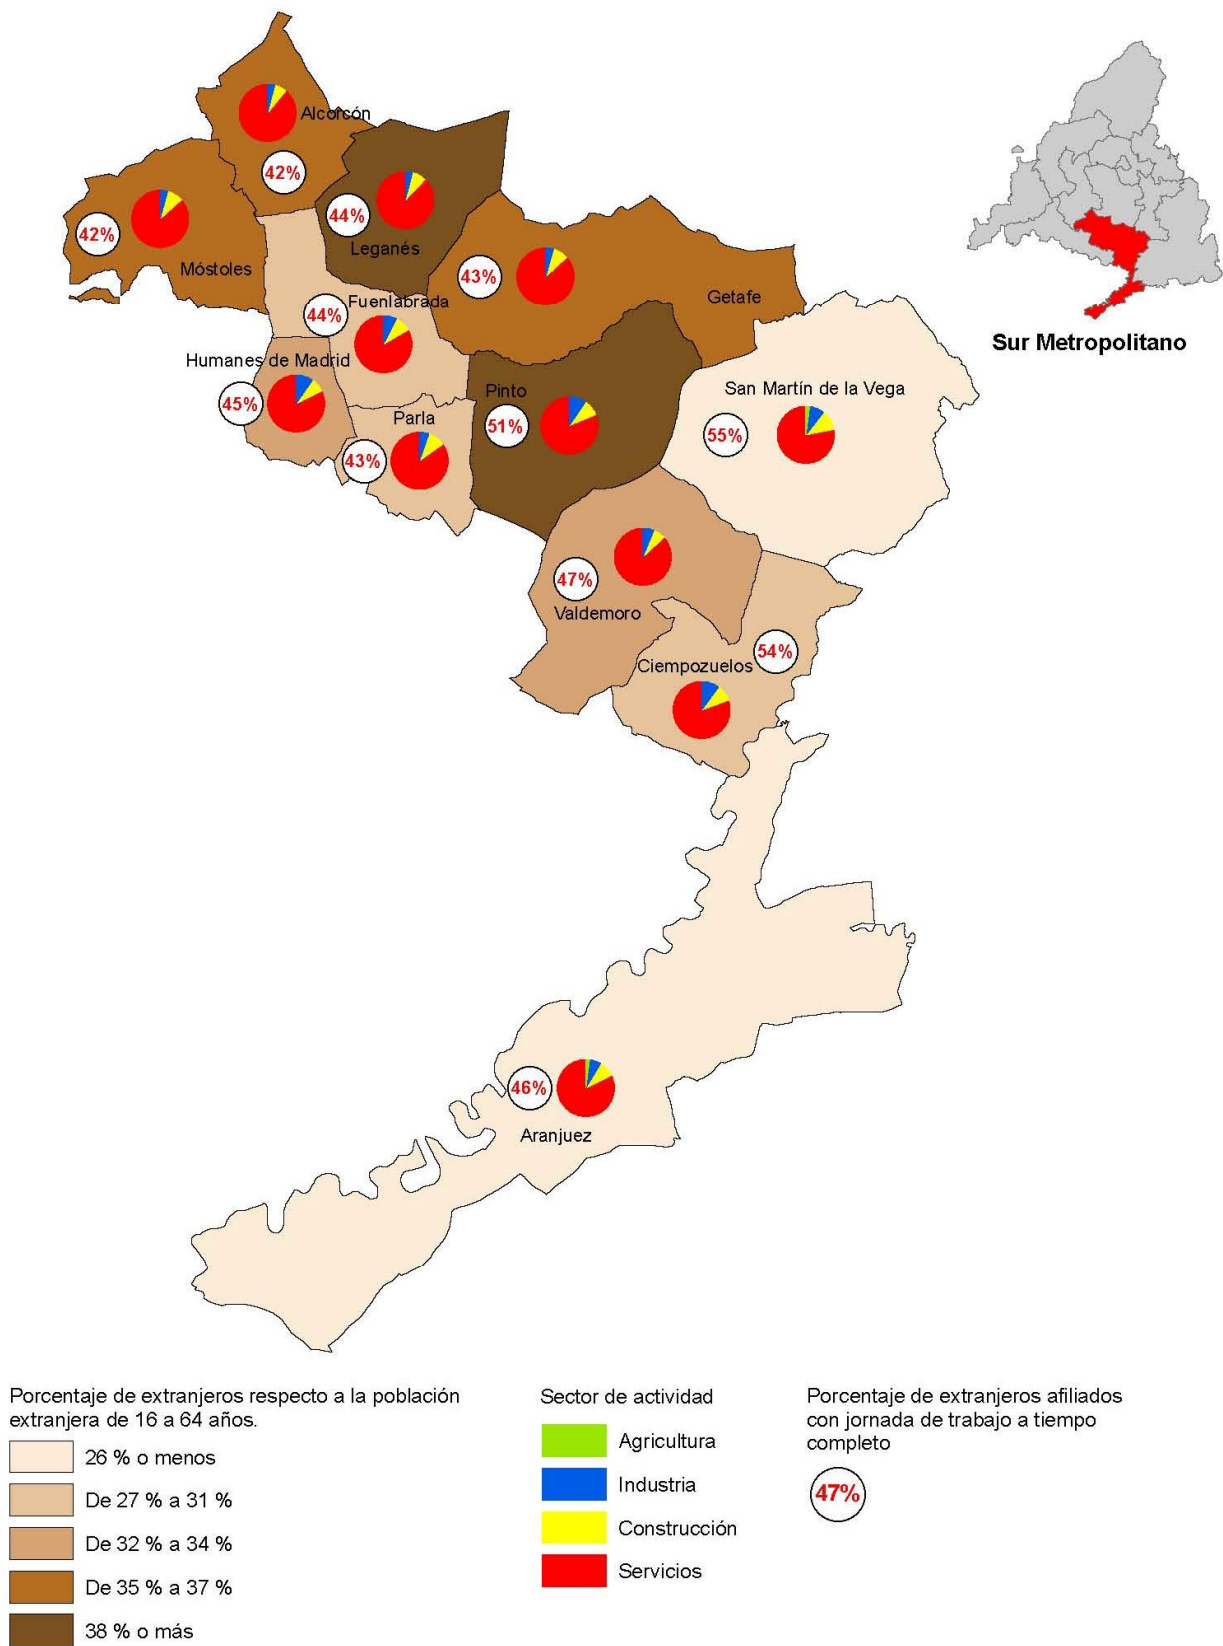 Alcorcón
42%
44%
Leganés
42%
Móstoles
43%
Getafe
Sur Metropolitano
Fuenlabrada
44%
Humanes de Madrid
45%
Pinto
51%
San Martín de la Vega
55%
Parla
43%
47%
Valdemoro
54%
Ciempozuelos
46%
Aranjuez
Porcentaje de extranjeros respecto a la población
extranjera de 16 a 64 años.
26 % o menos
De 27 % a 31 %
De 32 % a 34 %
De 35 % a 37 %
38 % o más
Sector de actividad
Agricultura
Industria
Construcción
Servicios
Porcentaje de extranjeros afiliados
con jornada de trabajo a tiempo
completo
47%